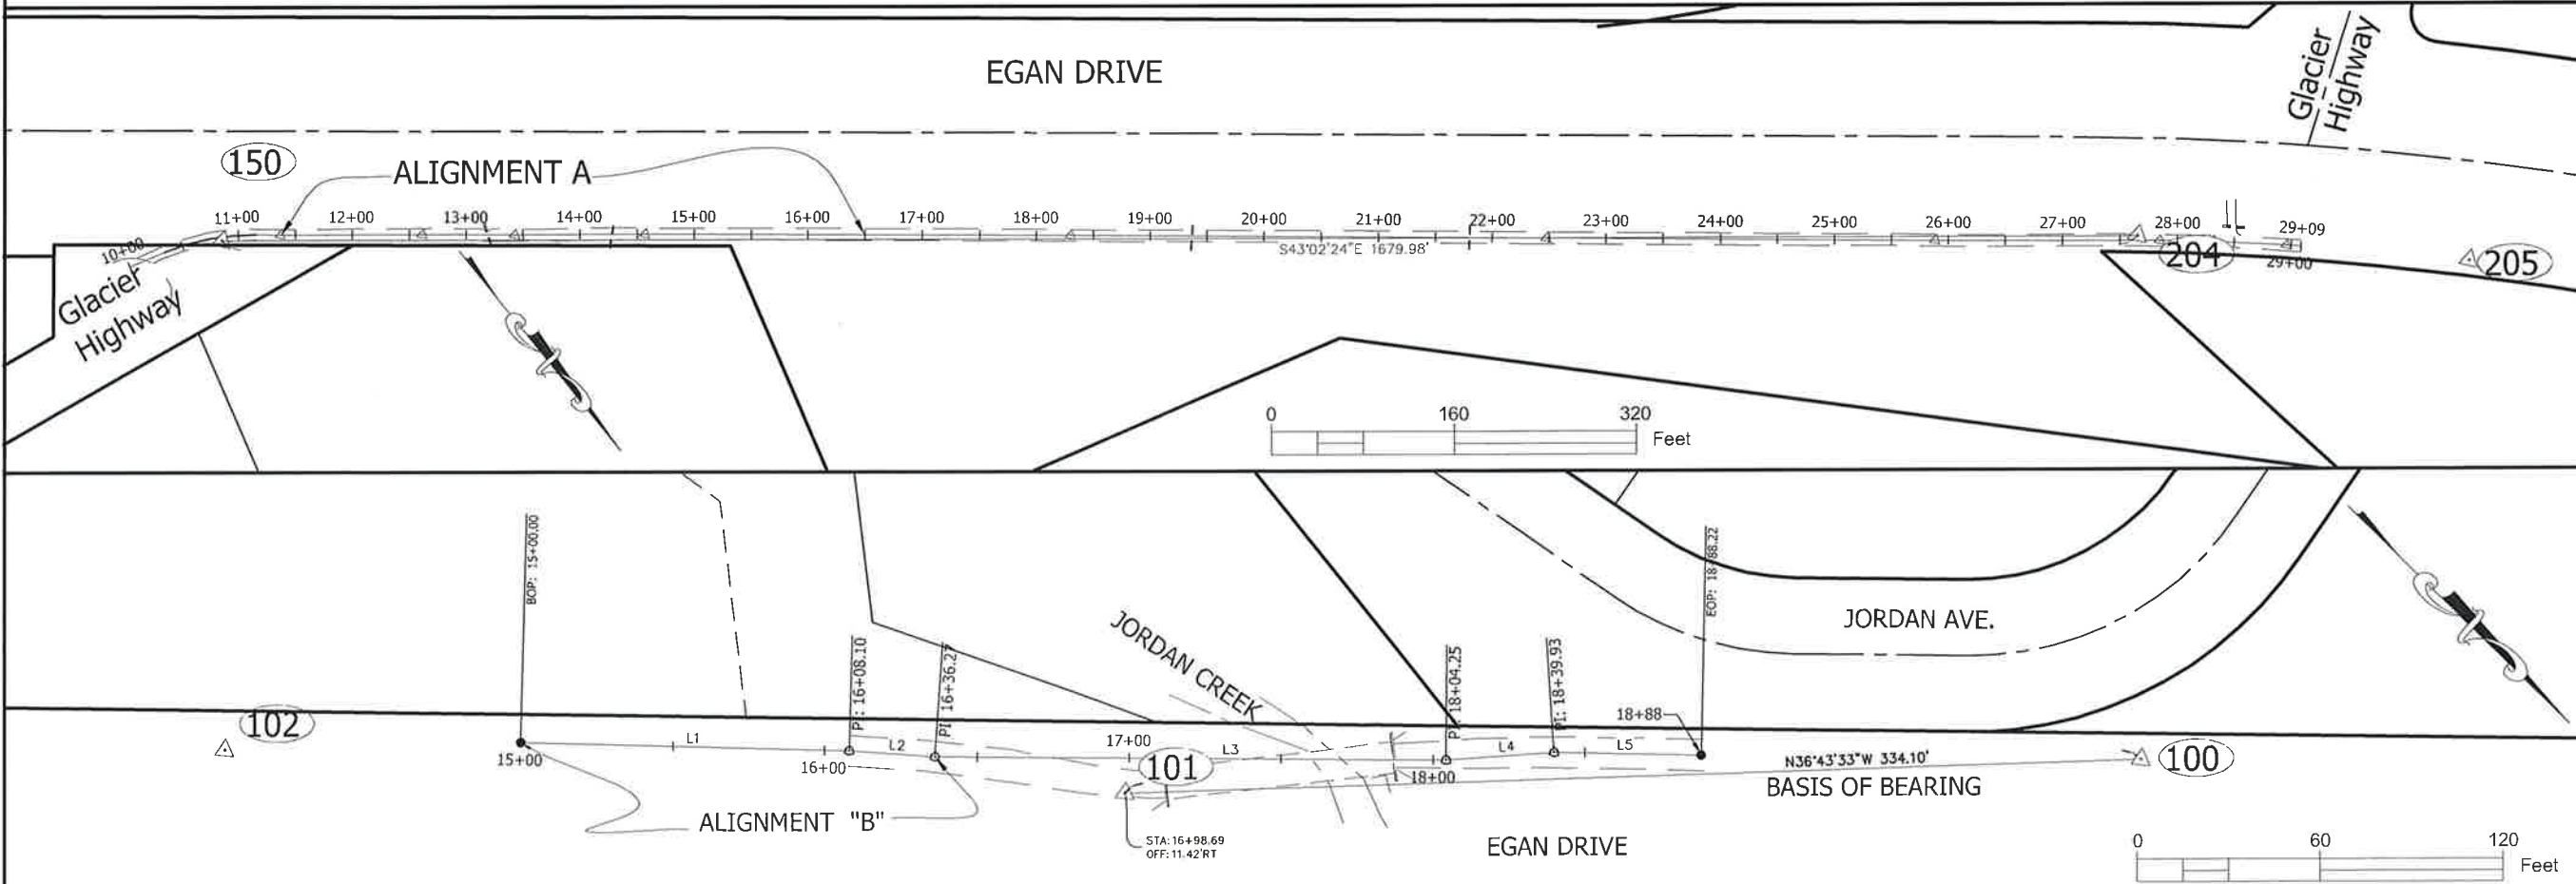 EGAN DRIVE
Glacier
Highway
150
ALIGNMENT A
10+00
11+00
12+00
13+00
14+00
15+00
16+00
17+00
18+00
19+00
20+00
21+00
22+00
23+00
24+00
25+00
26+00
27+00
28+00
29+09
S43°02'24"E 1679.98'
204
29+00
205
Glacier
Highway
0 160 320
Feet
BOP: 15+00.00
EOP: 18+88.22
JORDAN AVE.
JORDAN CREEK
PI: 16+08.10
PI: 16+36.27
PI: 18+04.25
PI: 18+39.93
102
15+00
L1
16+00
L2
17+00
101
L3
18+00
L4
L5
18+88
N36°43'33"W 334.10'
BASIS OF BEARING
100
ALIGNMENT "B"
STA: 16+98.69
OFF: 11.42'RT
EGAN DRIVE
0 60 120
Feet